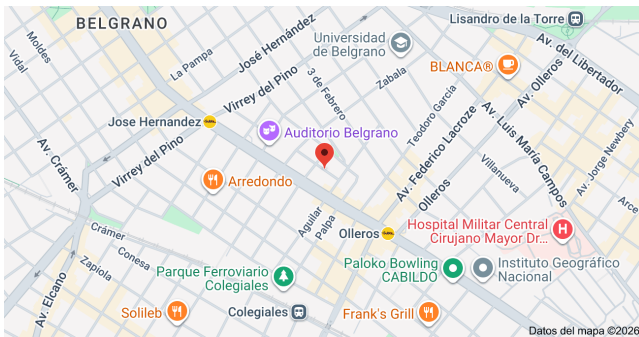 BELGRANO
Lisandro de la Torre
Moldes
Vidal
La Pampa
José Hernández
Universidad
de Belgrano
Av. del Libertador
BLANCA®
Virrey del Pino
3 de Febrero
Zabala
Av. Olleros
Teodoro García
Jose Hernandez
Auditorio Belgrano
Av. Luis María Campos
Av. Jorge Newbery
Av. Crámer
Virrey del Pino
Arredondo
Av. Federico Lacroze
Villanueva
Arce
Olleros
Aguilar
Palpa
Crámer
Conesa
Zapiola
Olleros
Hospital Militar Central
Cirujano Mayor Dr...
Av. Elcano
Parque Ferroviario
Colegiales
Paloko Bowling
CABILDO
Instituto Geográfico
Nacional
Solileb
Colegiales
Frank's Grill
Datos del mapa ©2026